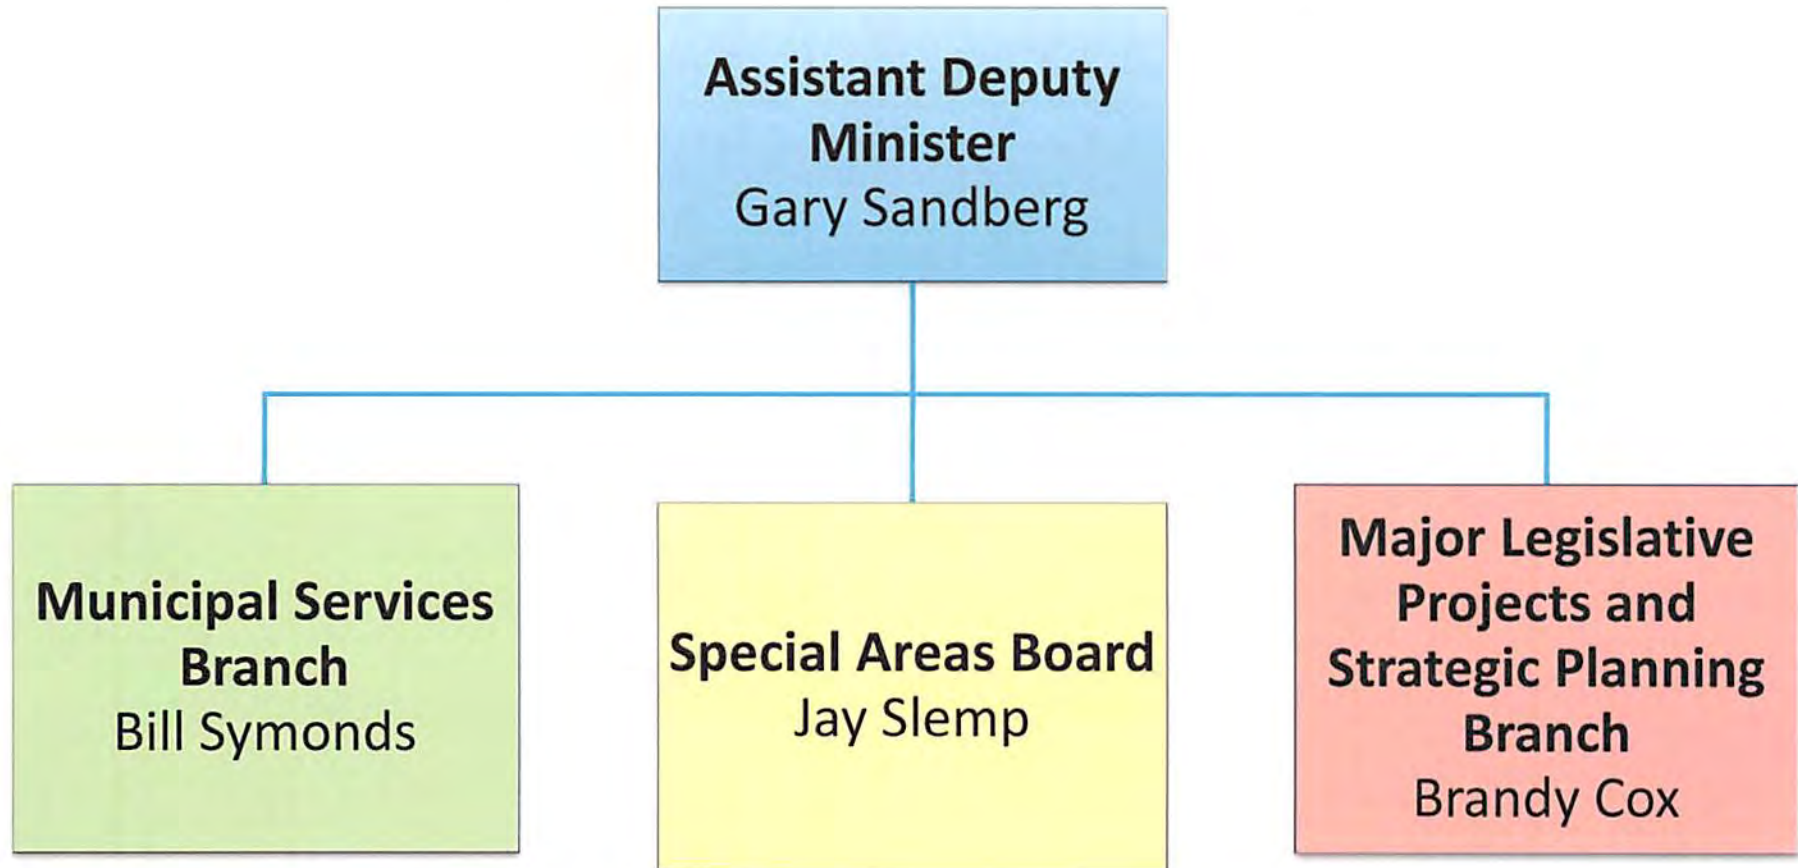 Assistant Deputy
Minister
Gary Sandberg
Municipal Services
Branch
Bill Symonds
Special Areas Board
Jay Slemp
Major Legislative
Projects and
Strategic Planning
Branch
Brandy Cox